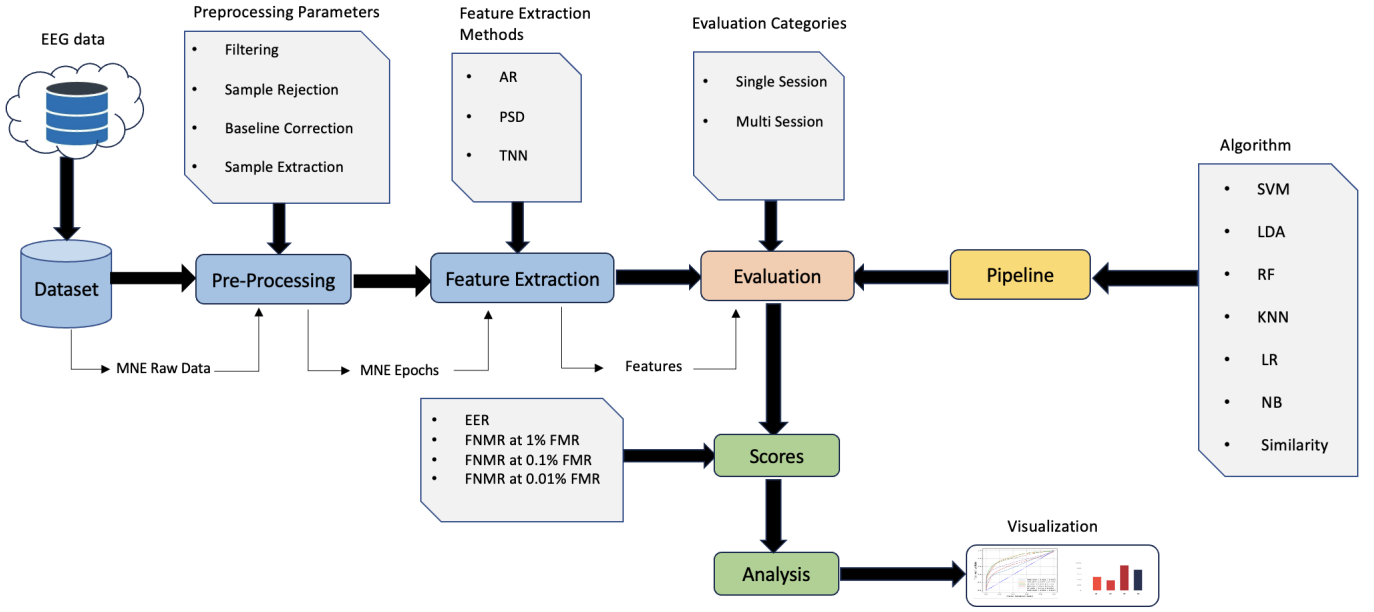 Preprocessing Parameters
Feature Extraction
Methods
Evaluation Categories
EEG data
• Filtering
• Sample Rejection
• Baseline Correction
• Sample Extraction
• AR
• PSD
• TNN
• Single Session
• Multi Session
Algorithm
• SVM
• LDA
• RF
• KNN
• LR
• NB
• Similarity
Dataset
Pre-Processing
Feature Extraction
Evaluation
Pipeline
MNE Raw Data
MNE Epochs
Features
• EER
• FNMR at 1% FMR
• FNMR at 0.1% FMR
• FNMR at 0.01% FMR
Scores
Analysis
Visualization